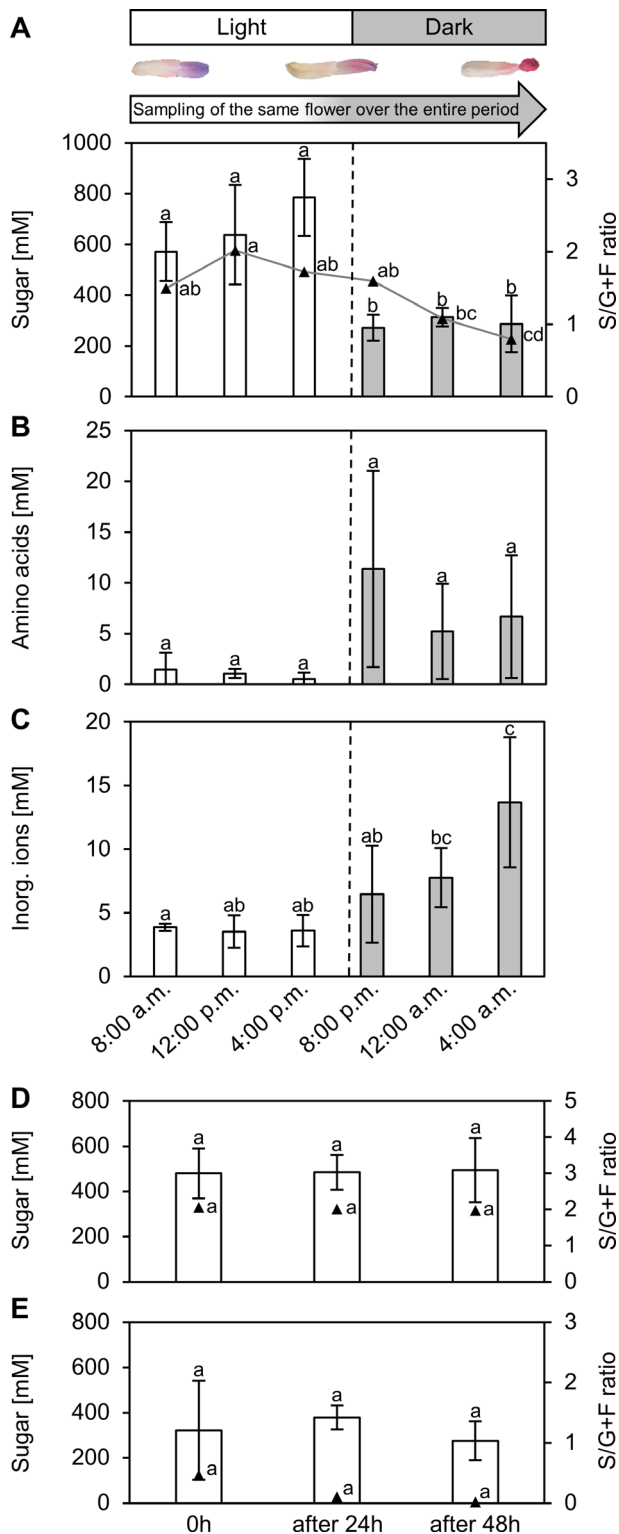 A
Light Dark
Sampling of the same flower over the entire period
1000
800
600
400
200
0
Sugar [mM]
a a a b b b
ab a ab ab bc cd
3
2
1
0
S/G+F ratio
B
25
20
15
10
5
0
Amino acids [mM]
a a a a a a
C
20
15
10
5
0
Inorg. ions [mM]
a ab ab ab bc c
8:00 a.m. 12:00 p.m. 4:00 p.m. 8:00 p.m. 12:00 a.m. 4:00 a.m.
D
800
600
400
200
0
Sugar [mM]
a a a
a a a
5
4
3
2
1
0
S/G+F ratio
E
800
600
400
200
0
Sugar [mM]
a a a
a a a
3
2
1
0
S/G+F ratio
0h after 24h after 48h